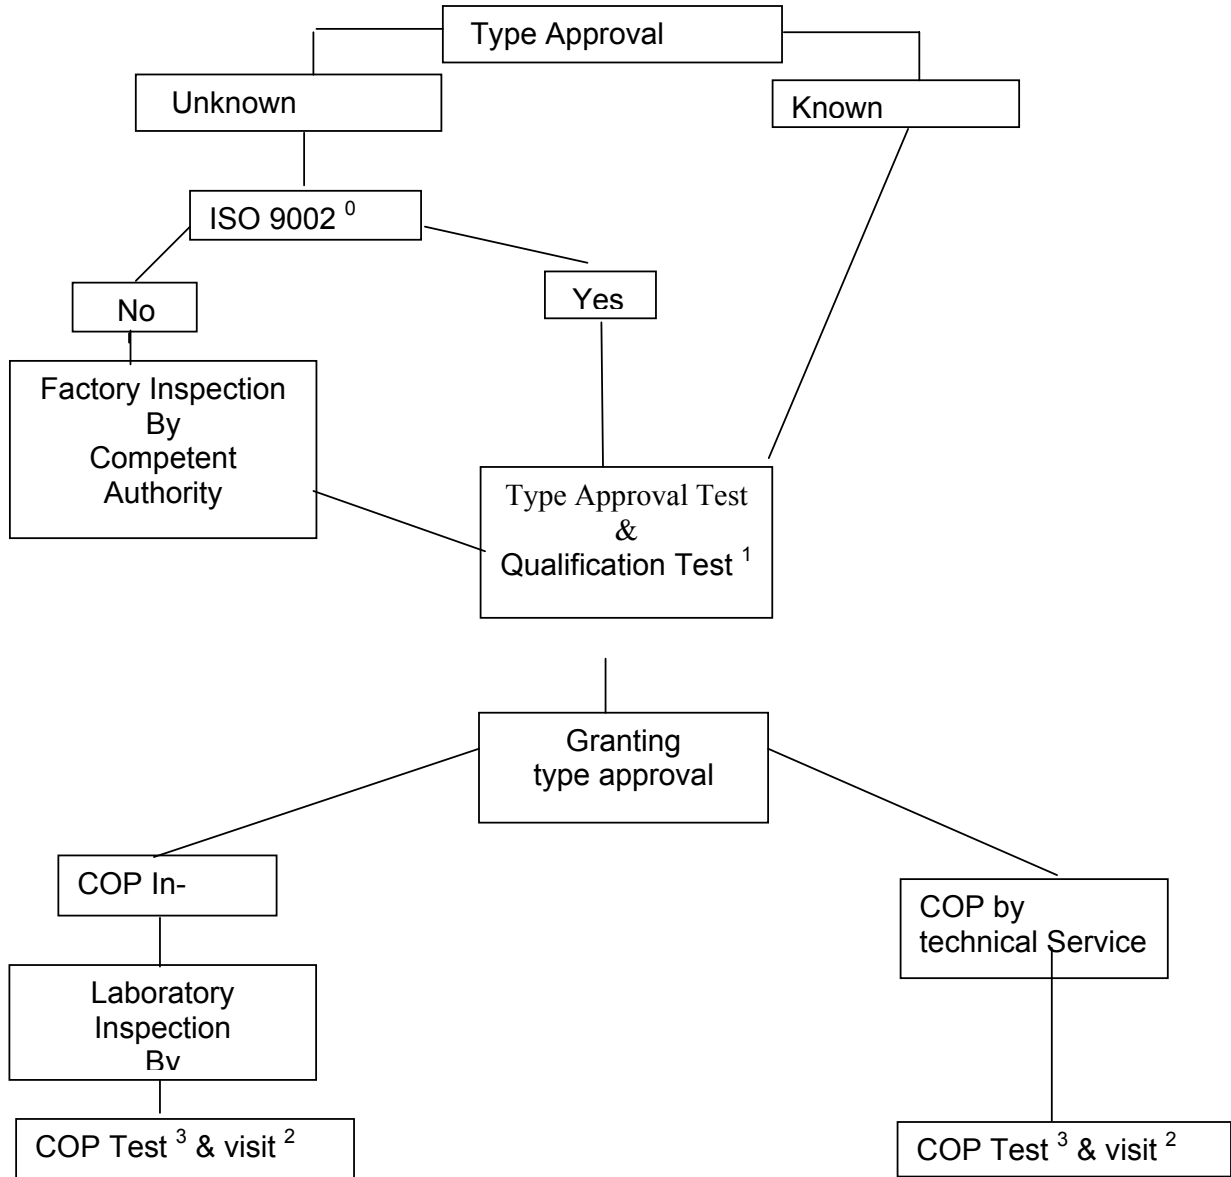 Type Approval
Unknown
Known
ISO 9002 ⁰
No
Yes
Factory Inspection
By
Competent
Authority
Type Approval Test
&
Qualification Test ¹
Granting
type approval
COP In-
COP by
technical Service
Laboratory
Inspection
By
COP Test ³ & visit ²
COP Test ³ & visit ²